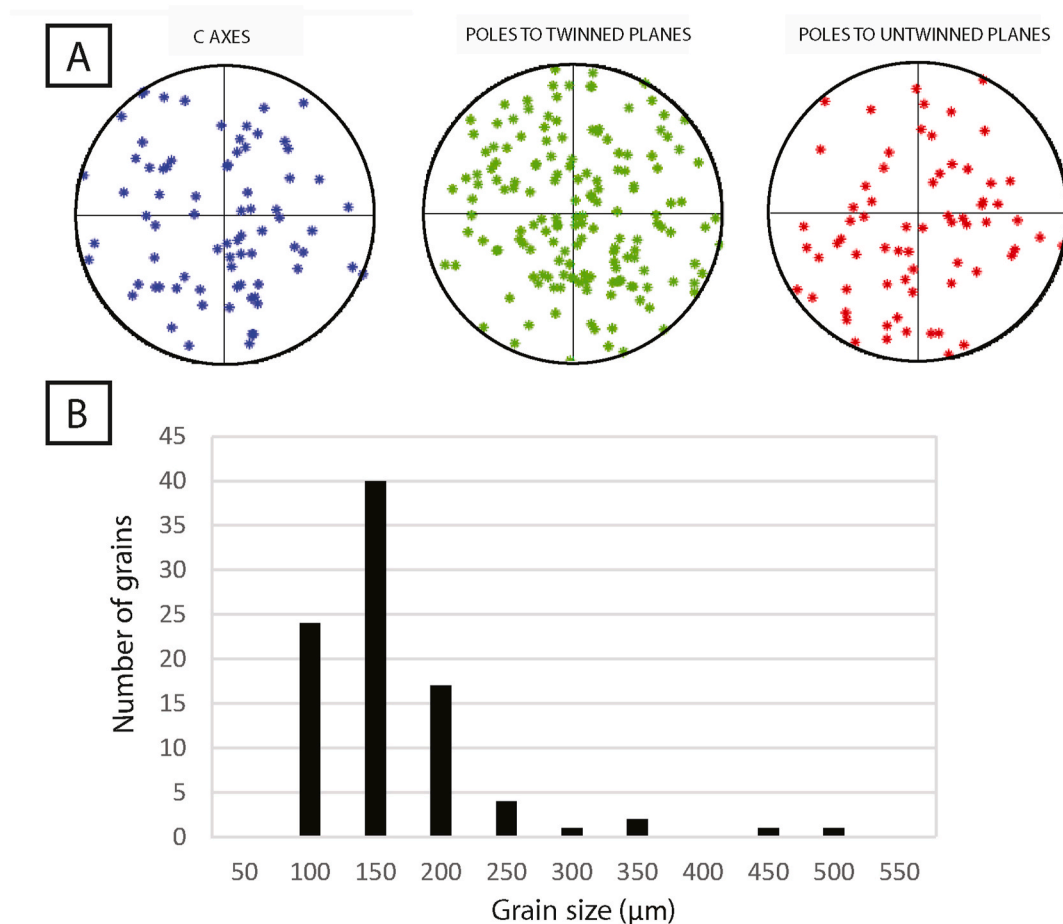 A
C AXES
POLES TO TWINNED PLANES
POLES TO UNTWINNED PLANES
B
45
40
35
30
25
20
15
10
5
0
Number of grains
50 100 150 200 250 300 350 400 450 500 550
Grain size (µm)